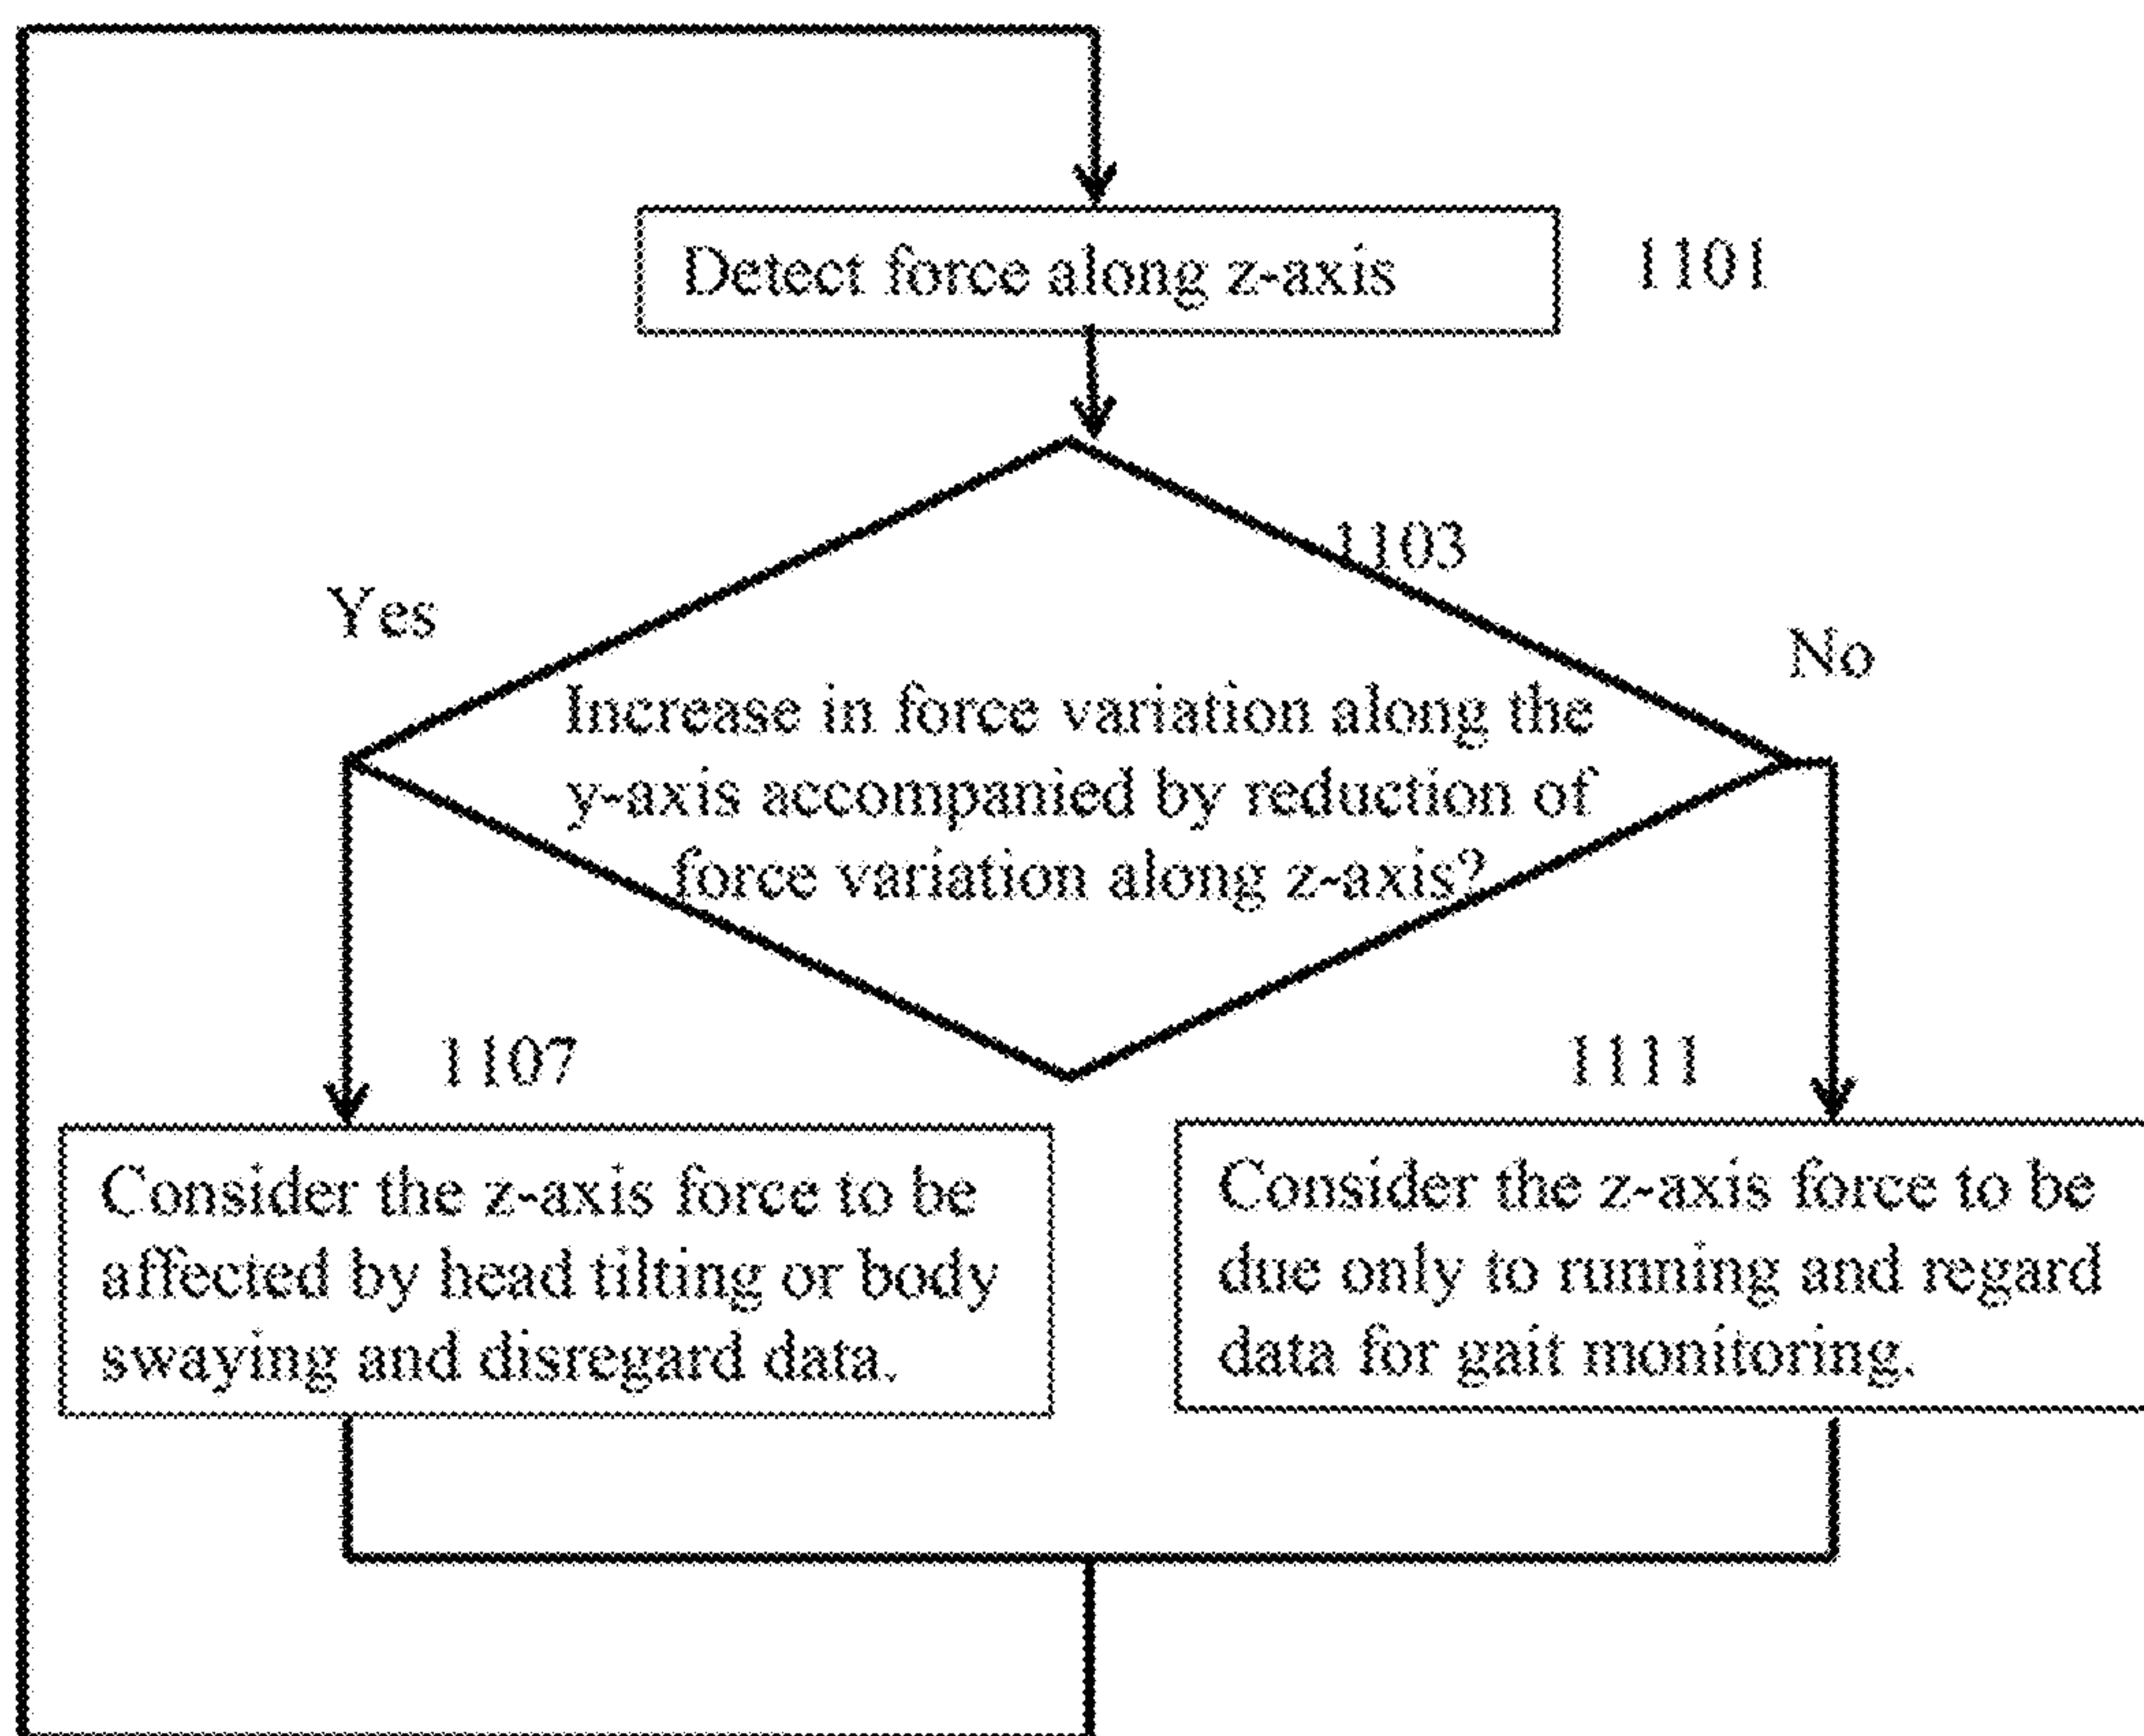 Detect force along z-axis
1101
1103
Yes
No
Increase in force variation along the
y-axis accompanied by reduction of
force variation along z-axis?
1107
1111
Consider the z-axis force to be
affected by head tilting or body
swaying and disregard data.
Consider the z-axis force to be
due only to running and regard
data for gait monitoring.